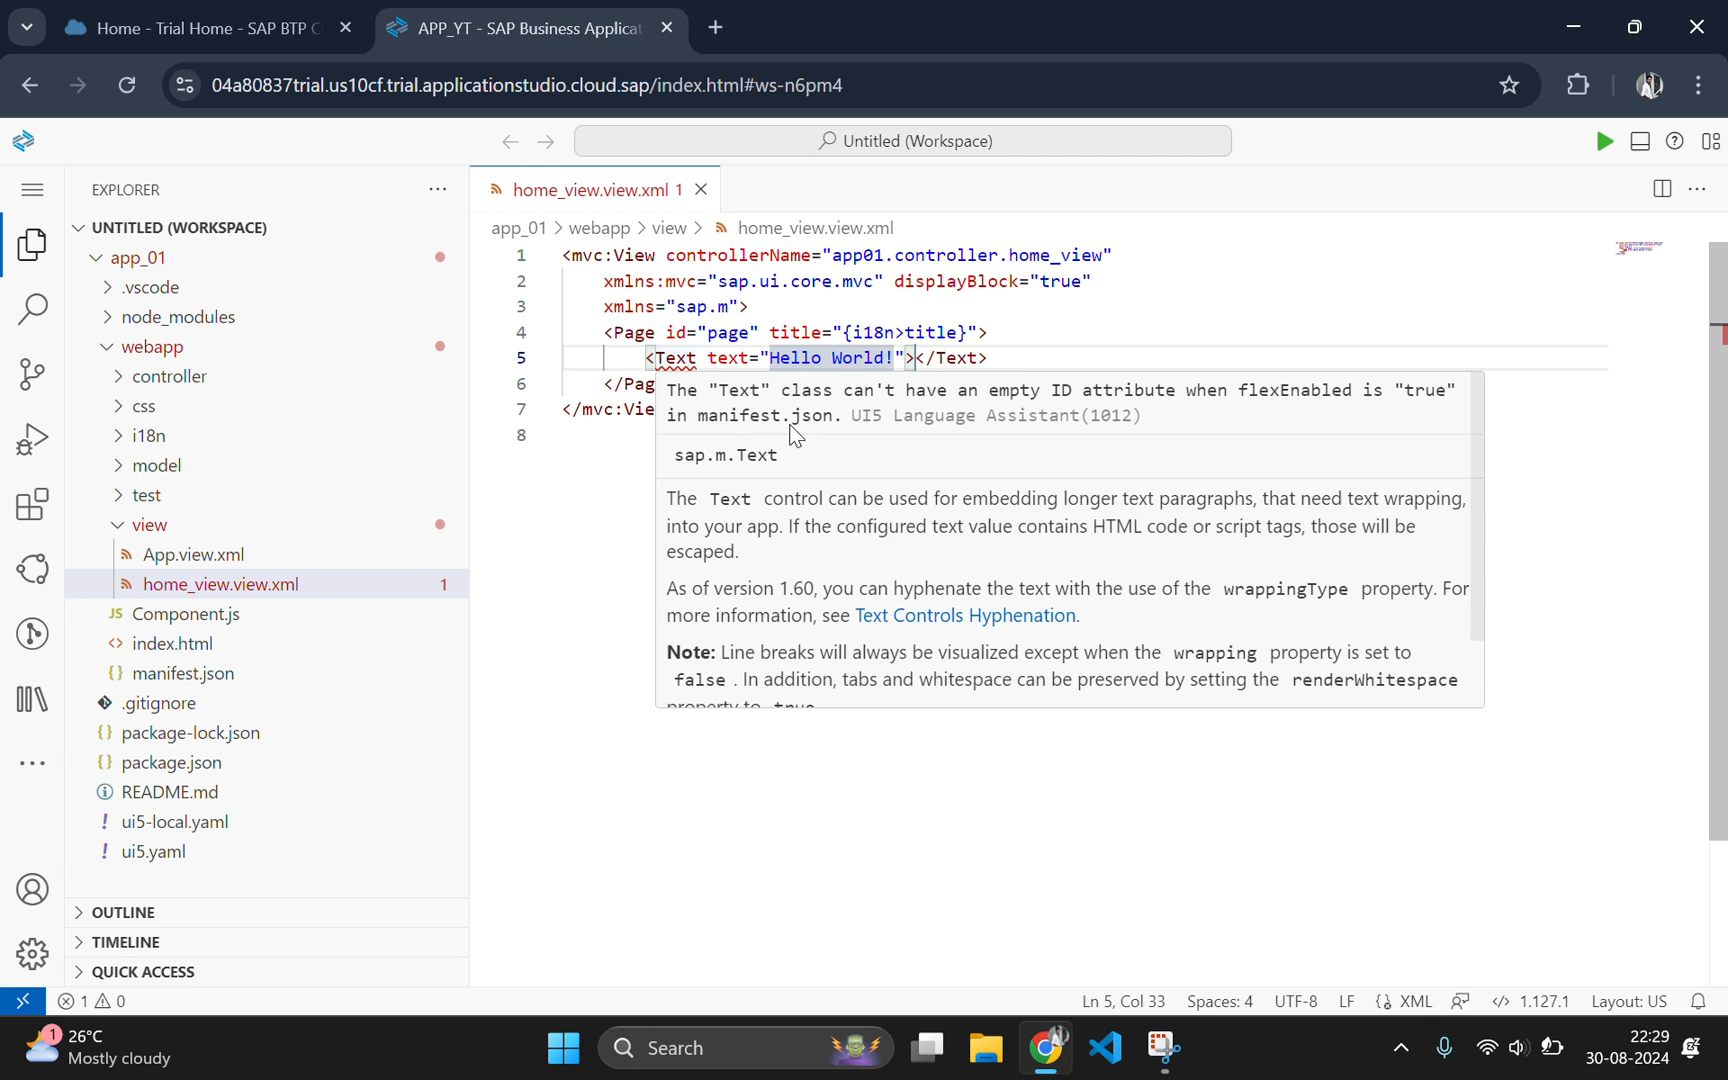 Home - Trial Home - SAP BTP C
APP_YT - SAP Business Applicat
04a80837trial.us10cf.trial.applicationstudio.cloud.sap/index.html#ws-n6pm4
Untitled (Workspace)
EXPLORER
UNTITLED (WORKSPACE)
app_01
.vscode
node_modules
webapp
controller
css
i18n
model
test
view
App.view.xml
home_view.view.xml 1
Component.js
index.html
manifest.json
.gitignore
package-lock.json
package.json
README.md
ui5-local.yaml
ui5.yaml
OUTLINE
TIMELINE
QUICK ACCESS
home_view.view.xml 1
app_01 > webapp > view > home_view.view.xml
1 <mvc:View controllerName="app01.controller.home_view"
2 xmlns:mvc="sap.ui.core.mvc" displayBlock="true"
3 xmlns="sap.m">
4 <Page id="page" title="{i18n>title}">
5 <Text text="Hello World!"></Text>
6 </Pag
7 </mvc:Vie
8
The "Text" class can't have an empty ID attribute when flexEnabled is "true"
in manifest.json. UI5 Language Assistant(1012)
sap.m.Text
The Text control can be used for embedding longer text paragraphs, that need text wrapping,
into your app. If the configured text value contains HTML code or script tags, those will be
escaped.
As of version 1.60, you can hyphenate the text with the use of the wrappingType property. For
more information, see Text Controls Hyphenation.
Note: Line breaks will always be visualized except when the wrapping property is set to
false . In addition, tabs and whitespace can be preserved by setting the renderWhitespace
property to true
1 0
Ln 5, Col 33 Spaces: 4 UTF-8 LF XML 1.127.1 Layout: US
1
26°C
Mostly cloudy
Search
22:29
30-08-2024